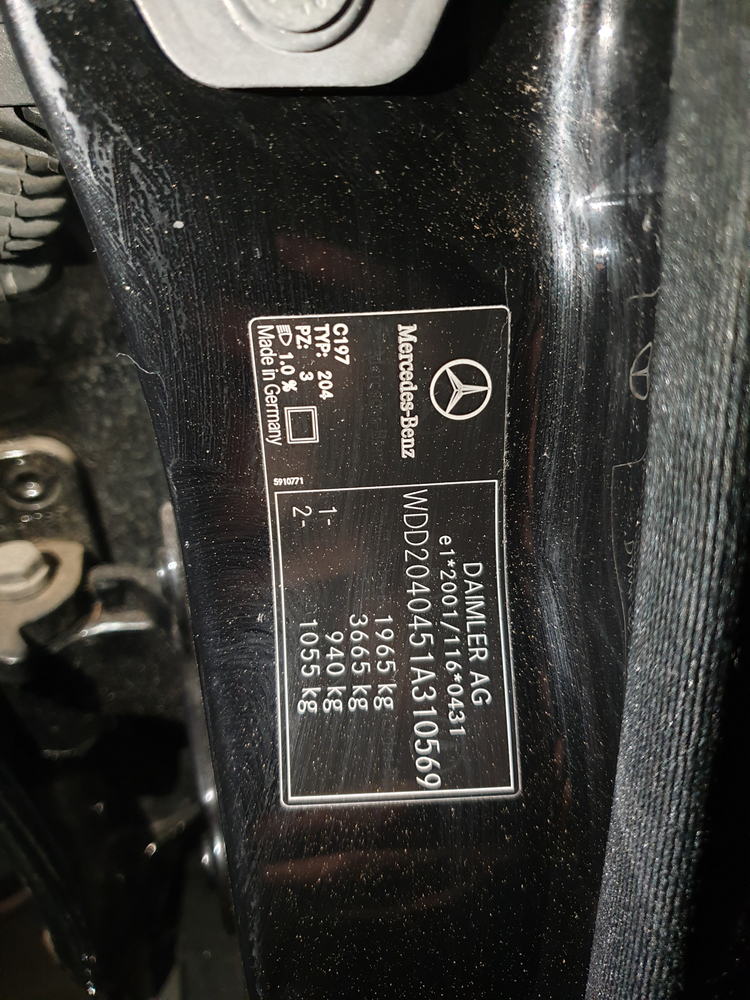 Mercedes-Benz
C197
TYP: 204
PZ: 3
1.0 %
Made in Germany
5910771
DAIMLER AG
e1*2001/116*0431
WDD2040451A310569
1965 kg
3665 kg
1- 940 kg
2- 1055 kg